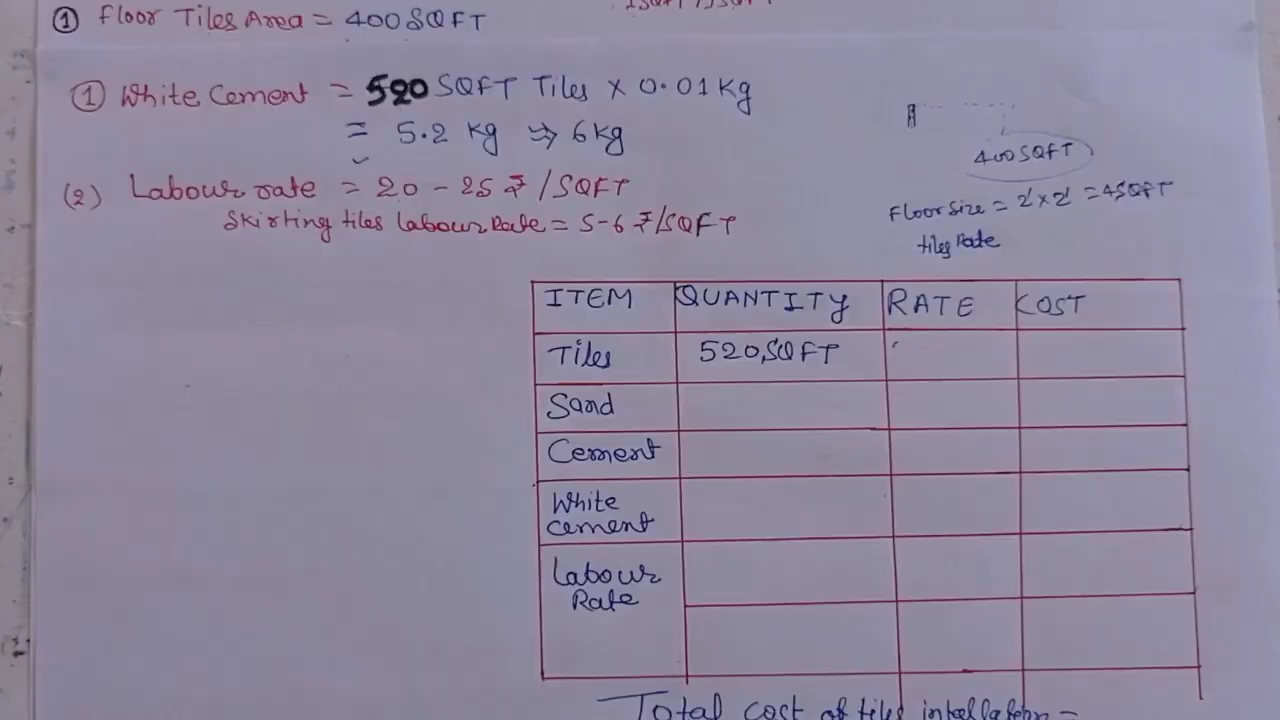 ① Floor Tiles Area = 400 SQFT
① White Cement = 520 SQFT Tiles × 0.01 Kg
= 5.2 Kg ⇒ 6 Kg
(2) Labour rate = 20 - 25 ₹ /SQFT
Skirting tiles labour Rate = 5-6 ₹/SQFT
400 SQFT
Floor Size = 2' × 2' = 4 SQFT
tiles Rate
ITEM QUANTITY RATE COST
Tiles 520 SQFT
Sand
Cement
White
cement
Labour
Rate
Total cost of tiles